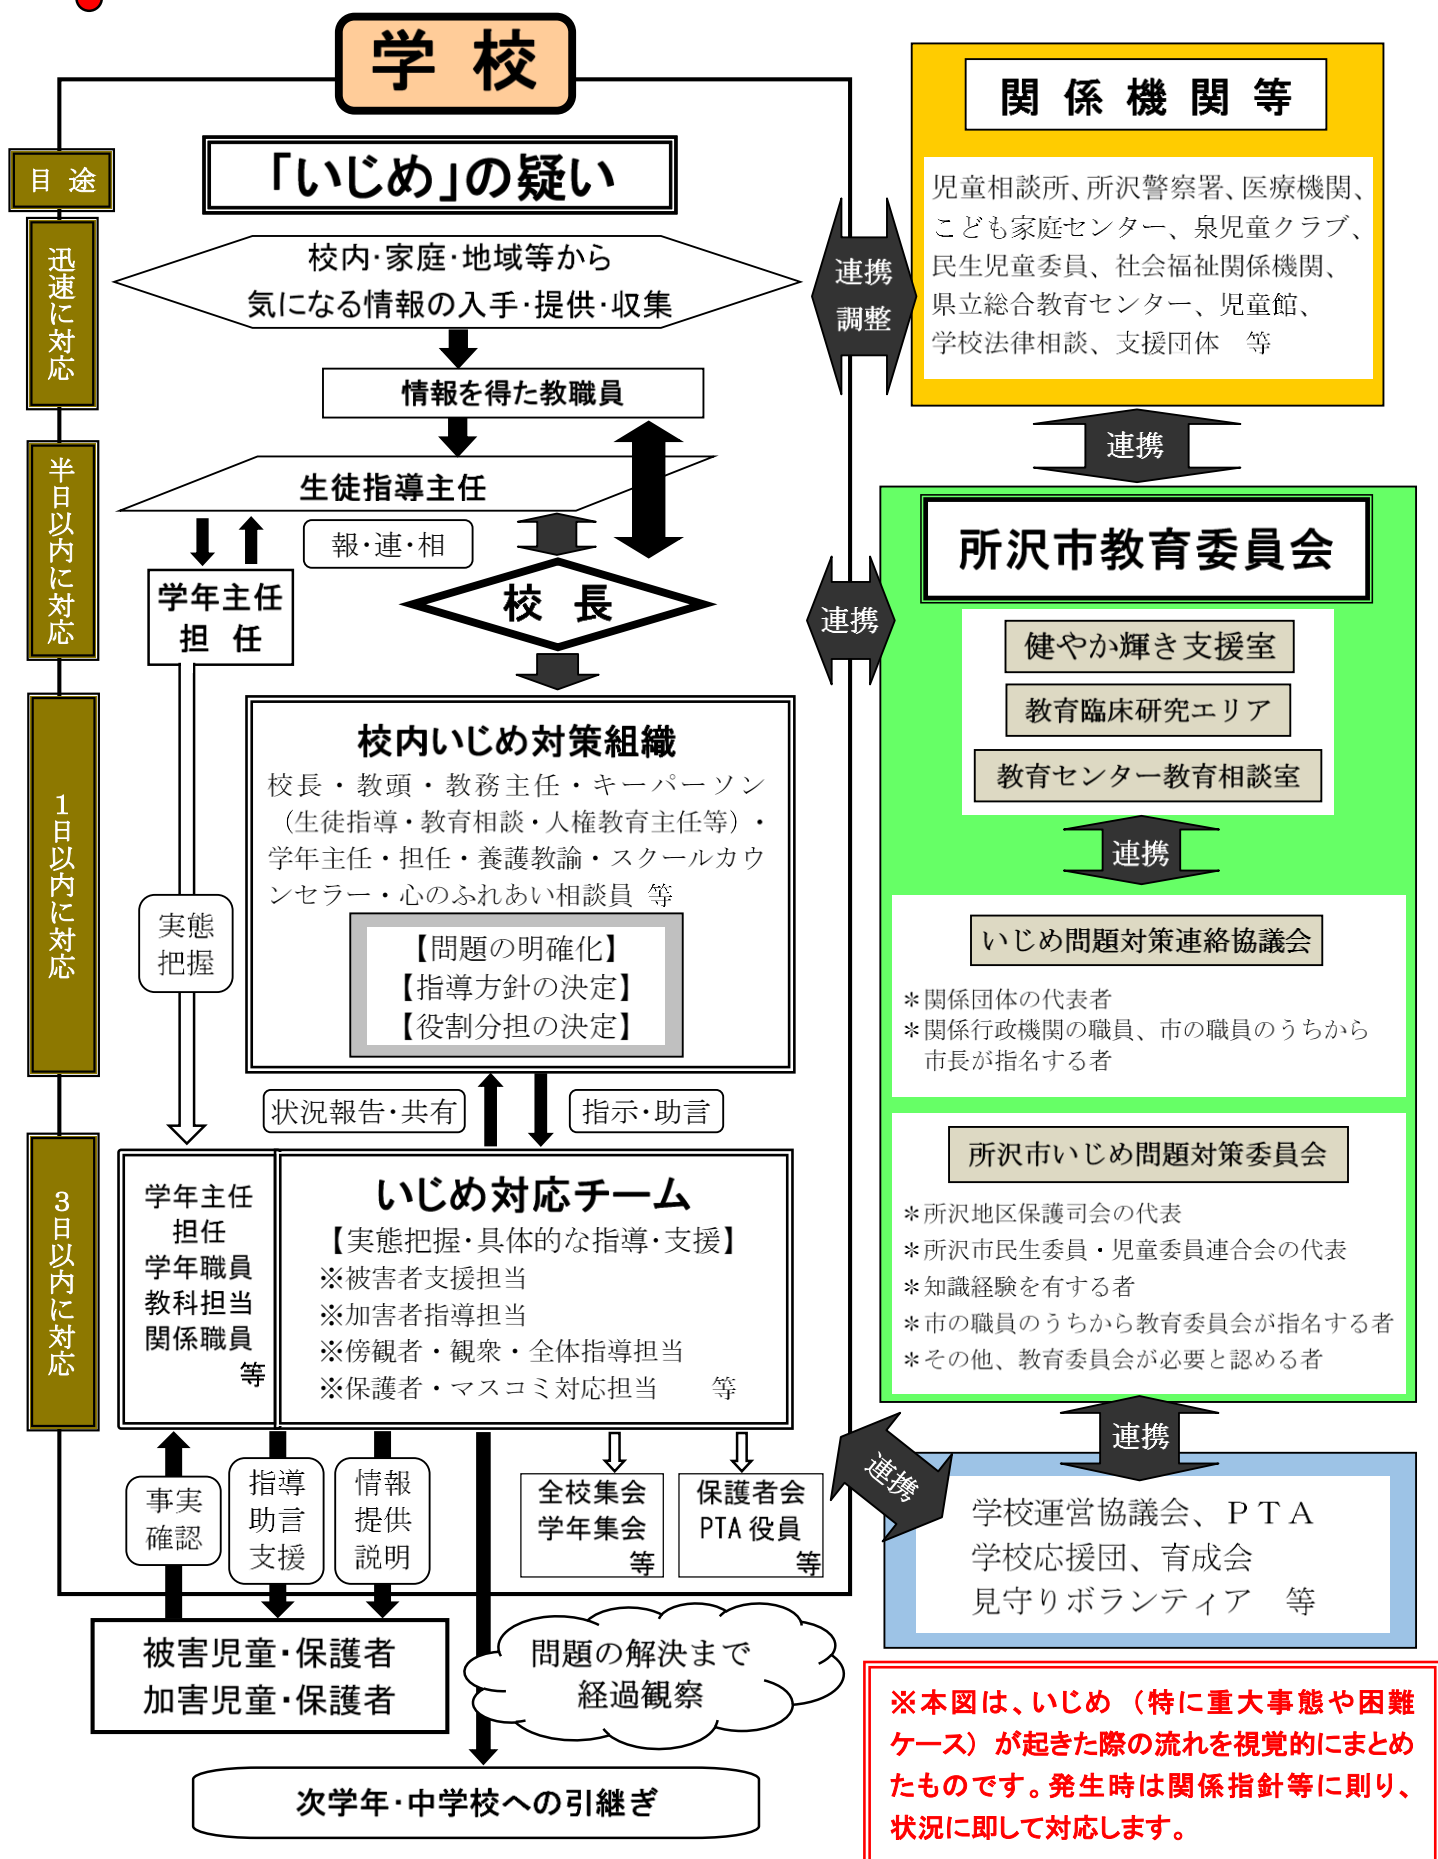 学 校
目 途
「いじめ」の疑い
迅速に対応
校内・家庭・地域等から
気になる情報の入手・提供・収集
情報を得た教職員
半日以内に対応
生徒指導主任
報・連・相
学年主任
担 任
校 長
1日以内に対応
校内いじめ対策組織
校長・教頭・教務主任・キーパーソン
(生徒指導・教育相談・人権教育主任等)・
学年主任・担任・養護教諭・スクールカウ
ンセラー・心のふれあい相談員 等
【問題の明確化】
【指導方針の決定】
【役割分担の決定】
実態
把握
状況報告・共有
指示・助言
3日以内に対応
学年主任
担任
学年職員
教科担当
関係職員
等
いじめ対応チーム
【実態把握・具体的な指導・支援】
※被害者支援担当
※加害者指導担当
※傍観者・観衆・全体指導担当
※保護者・マスコミ対応担当 等
事実
確認
指導
助言
支援
情報
提供
説明
全校集会
学年集会
等
保護者会
PTA 役員
等
被害児童・保護者
加害児童・保護者
問題の解決まで
経過観察
次学年・中学校への引継ぎ
連携
調整
連携
連携
関 係 機 関 等
児童相談所、所沢警察署、医療機関、
こども家庭センター、泉児童クラブ、
民生児童委員、社会福祉関係機関、
県立総合教育センター、児童館、
学校法律相談、支援団体 等
連携
所沢市教育委員会
健やか輝き支援室
教育臨床研究エリア
教育センター教育相談室
連携
いじめ問題対策連絡協議会
＊関係団体の代表者
＊関係行政機関の職員、市の職員のうちから
市長が指名する者
所沢市いじめ問題対策委員会
＊所沢地区保護司会の代表
＊所沢市民生委員・児童委員連合会の代表
＊知識経験を有する者
＊市の職員のうちから教育委員会が指名する者
＊その他、教育委員会が必要と認める者
連携
学校運営協議会、ＰＴＡ
学校応援団、育成会
見守りボランティア 等
※本図は、いじめ (特に重大事態や困難
ケース) が起きた際の流れを視覚的にまとめ
たものです。発生時は関係指針等に則り、
状況に即して対応します。